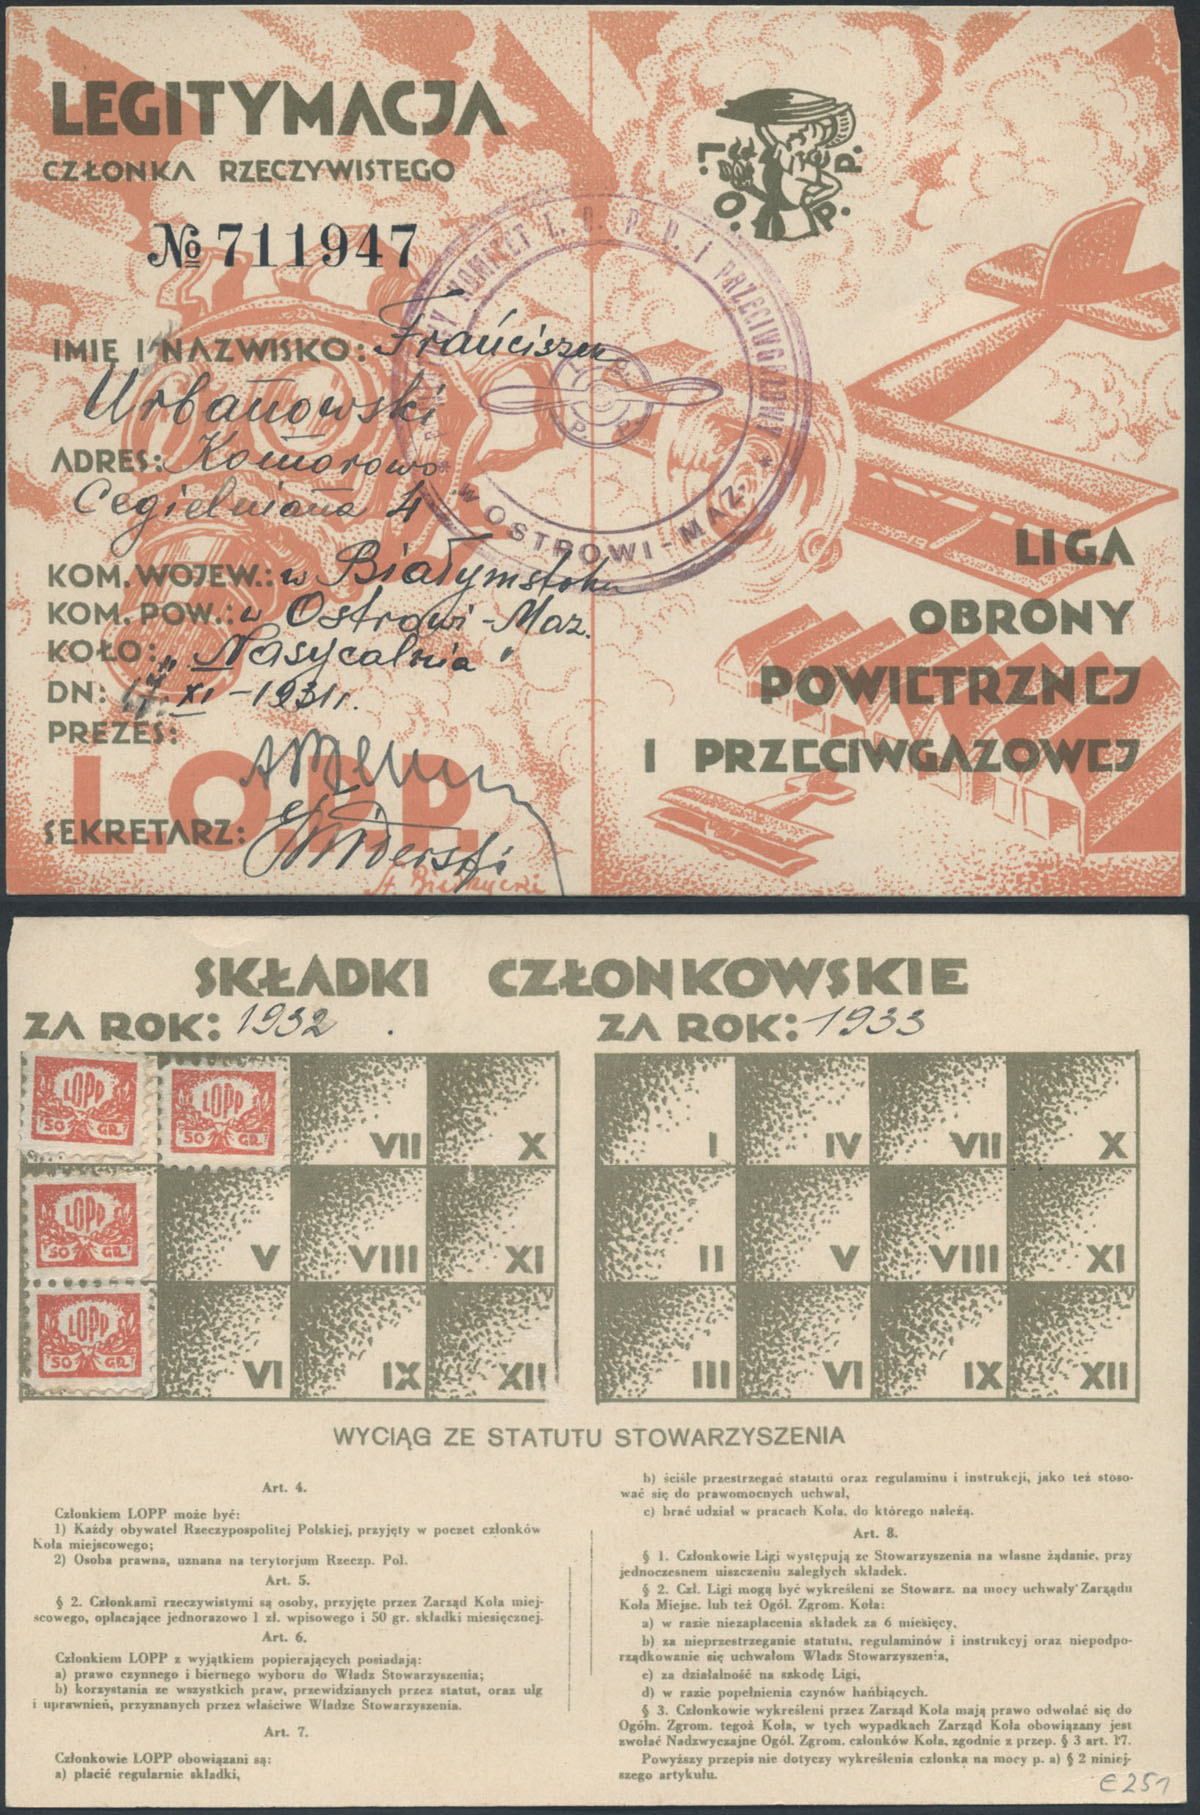 LEGITYMACJA
CZŁONKA RZECZYWISTEGO
№ 711947
IMIĘ I NAZWISKO: Franciszek
Urbanowski
ADRES: Komorowo
Cegielniana 4
KOM. WOJEW.: w Białymstoku
KOM. POW.: w Ostrowi-Maz.
KOŁO: "Nasycalnia"
DN: 17. XI - 1931 r.
PREZES:
SEKRETARZ:
L.O.P.P.
KOMITET L. O. P. P. I PRZECIWGAZOWY
W OSTROWI-MAZ.
L. O. P. P.
L.O.P.P.
LIGA
OBRONY
POWIETRZNEJ
I PRZECIWGAZOWEJ
SKŁADKI CZŁONKOWSKIE
ZA ROK: 1932
LOPP
50 GR.
LOPP
50 GR.
VII
X
LOPP
50 GR.
V
VIII
XI
LOPP
50 GR.
VI
IX
XII
ZA ROK: 1933
I
IV
VII
X
II
V
VIII
XI
III
VI
IX
XII
WYCIĄG ZE STATUTU STOWARZYSZENIA
Art. 4.
Członkiem LOPP może być:
1) Każdy obywatel Rzeczypospolitej Polskiej, przyjęty w poczet członków
Koła miejscowego;
2) Osoba prawna, uznana na terytorjum Rzeczp. Pol.
Art. 5.
§ 2. Członkami rzeczywistymi są osoby, przyjęte przez Zarząd Koła miej-
scowego, opłacające jednorazowo 1 zł. wpisowego i 50 gr. składki miesięcznej.
Art. 6.
Członkowie LOPP z wyjątkiem popierających posiadają:
a) prawo czynnego i biernego wyboru do Władz Stowarzyszenia;
b) korzystania ze wszystkich praw, przewidzianych przez statut, oraz ulg
i uprawnień, przyznanych przez właściwe Władze Stowarzyszenia.
Art. 7.
Członkowie LOPP obowiązani są:
a) płacić regularnie składki,
b) ściśle przestrzegać statutu oraz regulaminu i instrukcji, jako też stoso-
wać się do prawomocnych uchwał,
c) brać udział w pracach Koła, do którego należą.
Art. 8.
§ 1. Członkowie Ligi występują ze Stowarzyszenia na własne żądanie, przy
jednoczesnem uiszczeniu zaległych składek.
§ 2. Czł. Ligi mogą być wykreśleni ze Stowarz. na mocy uchwały Zarządu
Koła Miejsc. lub też Ogól. Zgrom. Koła:
a) w razie niezapłacenia składek za 6 miesięcy,
b) za nieprzestrzeganie statutu, regulaminów i instrukcyj oraz niepodpo-
rządkowanie się uchwałom Władz Stowarzyszenia,
c) za działalność na szkodę Ligi,
d) w razie popełnienia czynów hańbiących.
§ 3. Członkowie wykreśleni przez Zarząd Koła mają prawo odwołać się do
Ogóln. Zgrom. tegoż Koła, w tych wypadkach Zarząd Koła obowiązany jest
zwołać Nadzwyczajne Ogól. Zgrom. członków Koła, zgodnie z przep. § 3 art. 17.
Powyższy przepis nie dotyczy wykreślenia członka na mocy p. a) § 2 niniej-
szego artykułu.
€251